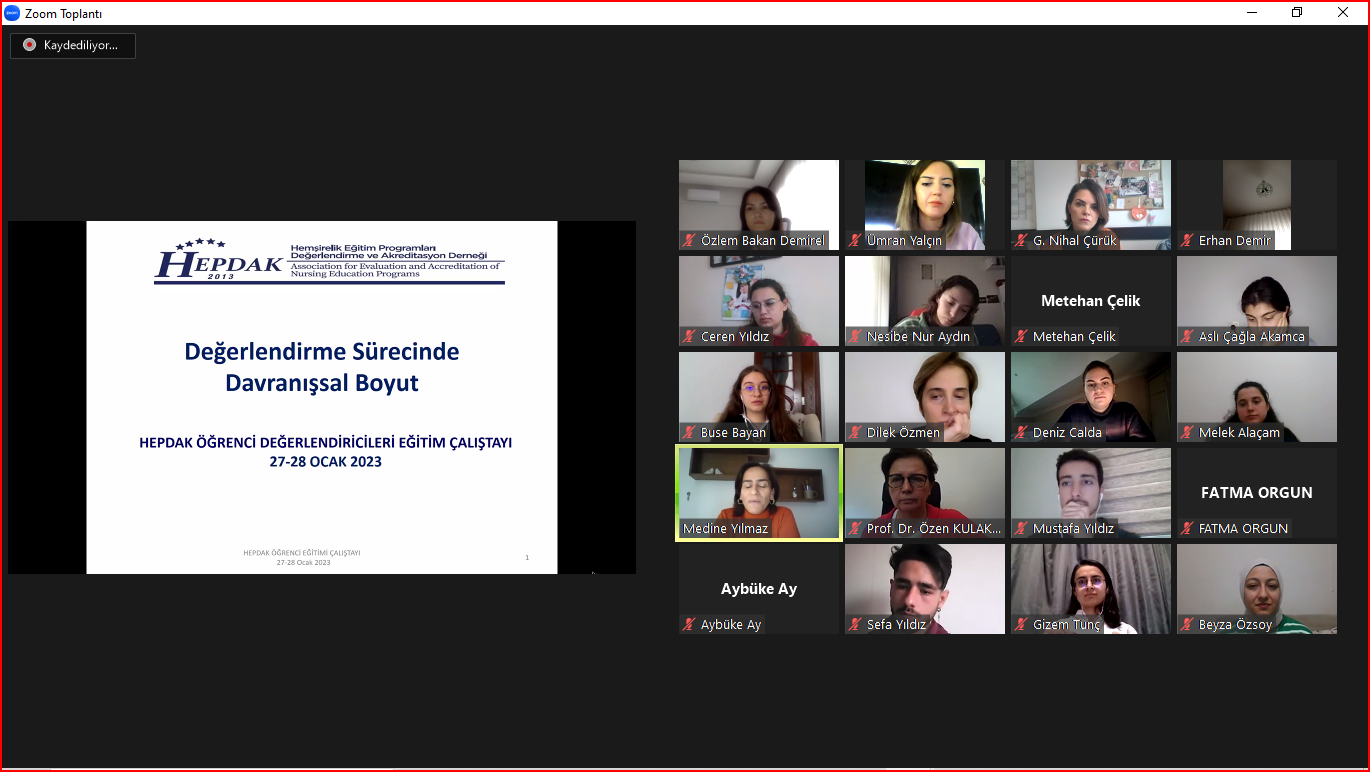 zoom Zoom Toplantı
Kaydediliyor...
HEPDAK
2013
Hemşirelik Eğitim Programları
Değerlendirme ve Akreditasyon Derneği
Association for Evaluation and Accreditation of
Nursing Education Programs
Değerlendirme Sürecinde
Davranışsal Boyut
HEPDAK ÖĞRENCİ DEĞERLENDİRİCİLERİ EĞİTİM ÇALIŞTAYI
27-28 OCAK 2023
HEPDAK ÖĞRENCİ EĞİTİMİ ÇALIŞTAYI
27-28 Ocak 2023
1
Özlem Bakan Demirel
Ümran Yalçın
G. Nihal Çürük
Erhan Demir
Ceren Yıldız
Nesibe Nur Aydın
Metehan Çelik
Metehan Çelik
Aslı Çağla Akamca
Buse Bayan
Dilek Özmen
Deniz Calda
Melek Alaçam
Medine Yılmaz
Prof. Dr. Özen KULAK...
Mustafa Yıldız
FATMA ORGUN
FATMA ORGUN
Aybüke Ay
Aybüke Ay
Sefa Yıldız
Gizem Tunç
Beyza Özsoy